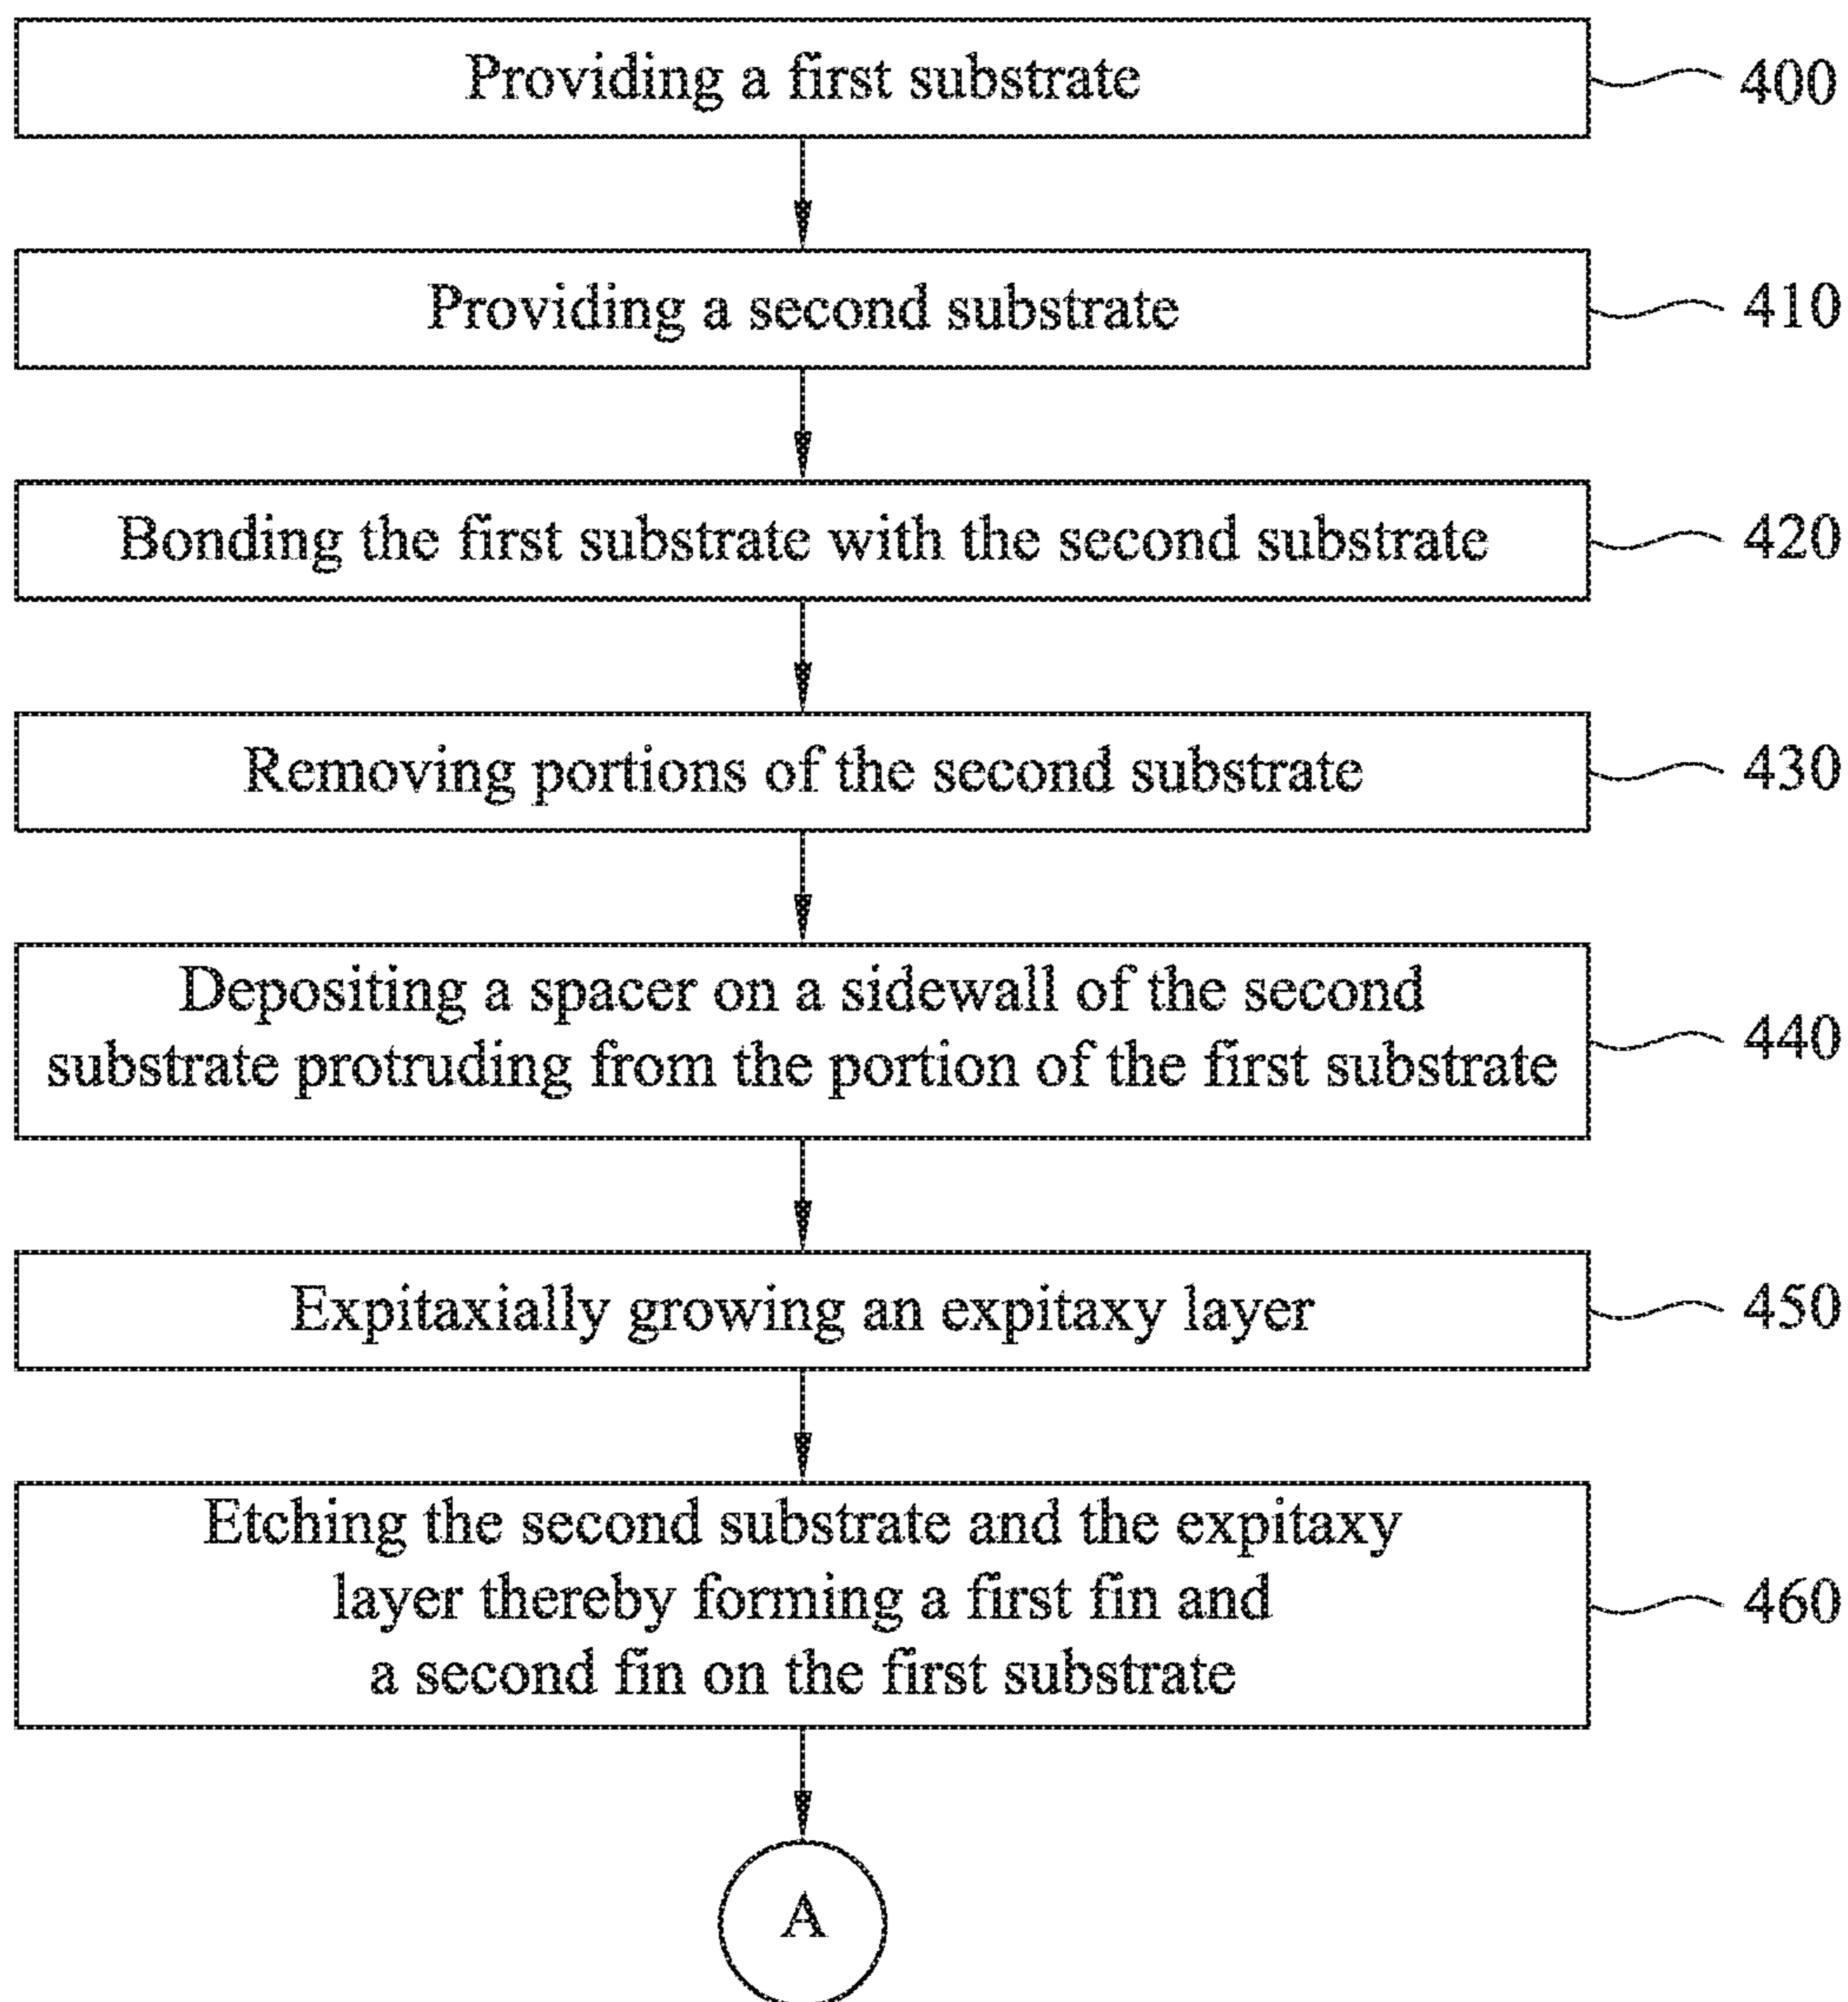 Providing a first substrate
400
Providing a second substrate
410
Bonding the first substrate with the second substrate
420
Removing portions of the second substrate
430
Depositing a spacer on a sidewall of the second
substrate protruding from the portion of the first substrate
440
Expitaxially growing an expitaxy layer
450
Etching the second substrate and the expitaxy
layer thereby forming a first fin and
a second fin on the first substrate
460
A